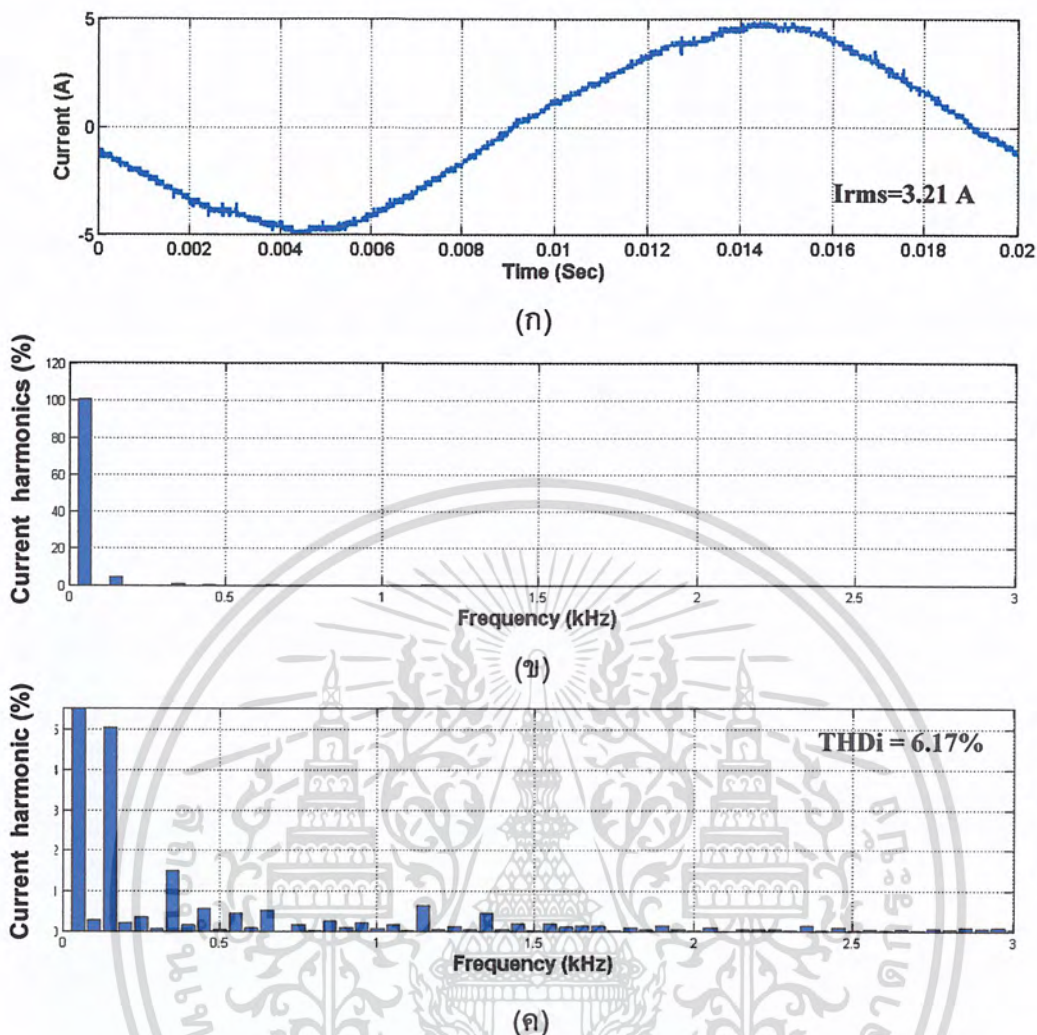 5
0
-5
Current (A)
Irms=3.21 A
0 0.002 0.004 0.006 0.008 0.01 0.012 0.014 0.016 0.018 0.02
Time (Sec)
(ก)
Current harmonics (%)
120
100
80
60
40
20
0
0 0.5 1 1.5 2 2.5 3
Frequency (kHz)
(ข)
Current harmonic (%)
THDi = 6.17%
0 0.5 1 1.5 2 2.5 3
Frequency (kHz)
(ค)